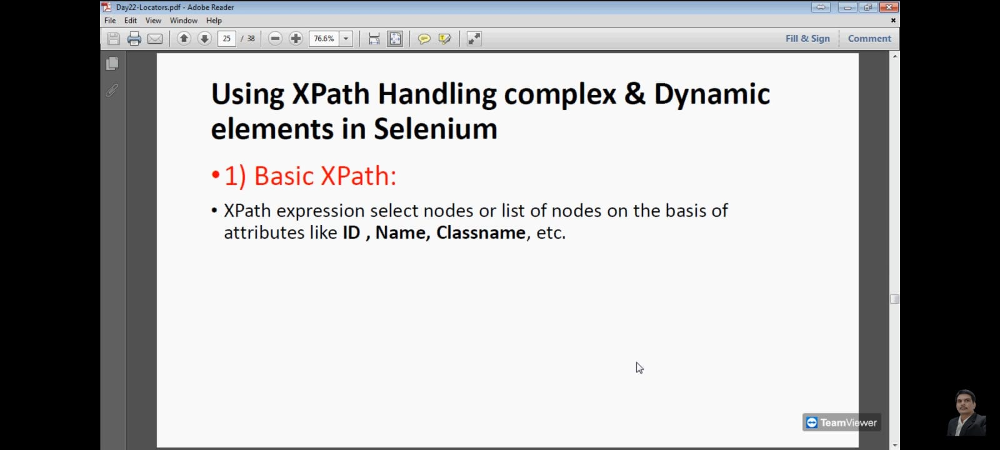 Day22-Locators.pdf - Adobe Reader
File Edit View Window Help
25 / 38 76.6% Fill & Sign Comment
Using XPath Handling complex & Dynamic
elements in Selenium
• 1) Basic XPath:
• XPath expression select nodes or list of nodes on the basis of
attributes like ID , Name, Classname, etc.
TeamViewer